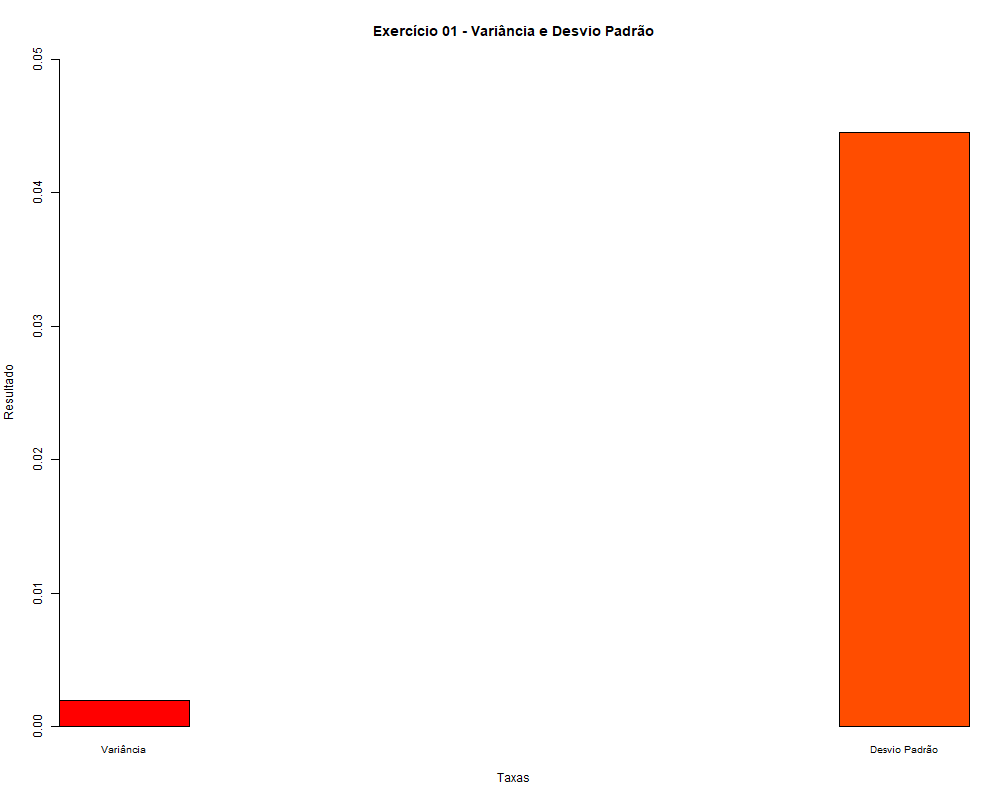 Exercício 01 - Variância e Desvio Padrão
0.05
0.04
0.03
0.02
0.01
0.00
Resultado
Variância
Desvio Padrão
Taxas